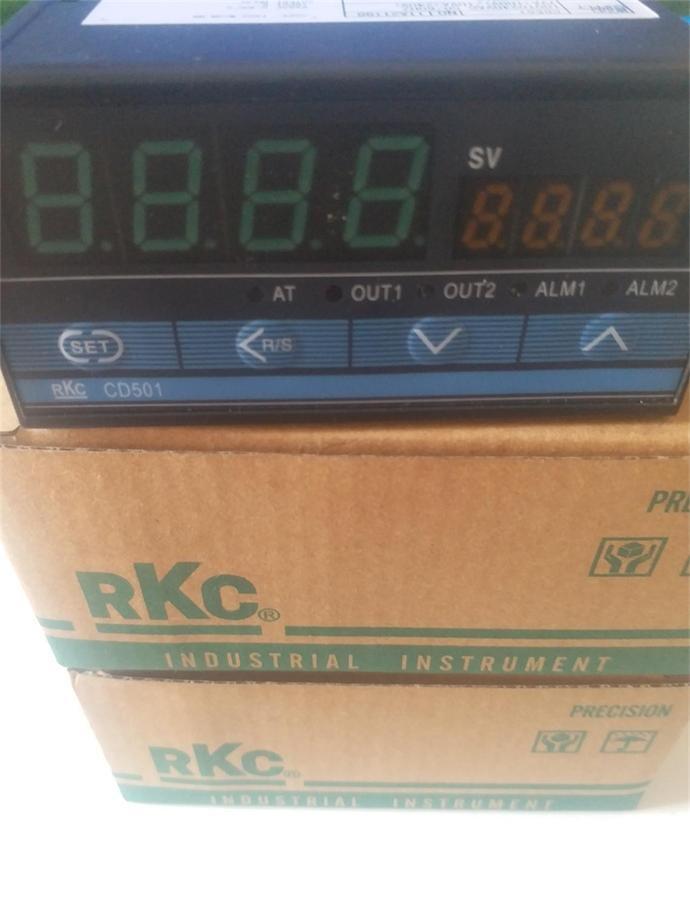 SV
AT OUT1 OUT2 ALM1 ALM2
SET R/S
RKC CD501
PRE
RKC®
INDUSTRIAL INSTRUMENT
PRECISION
RKC®
INDUSTRIAL INSTRUMENT